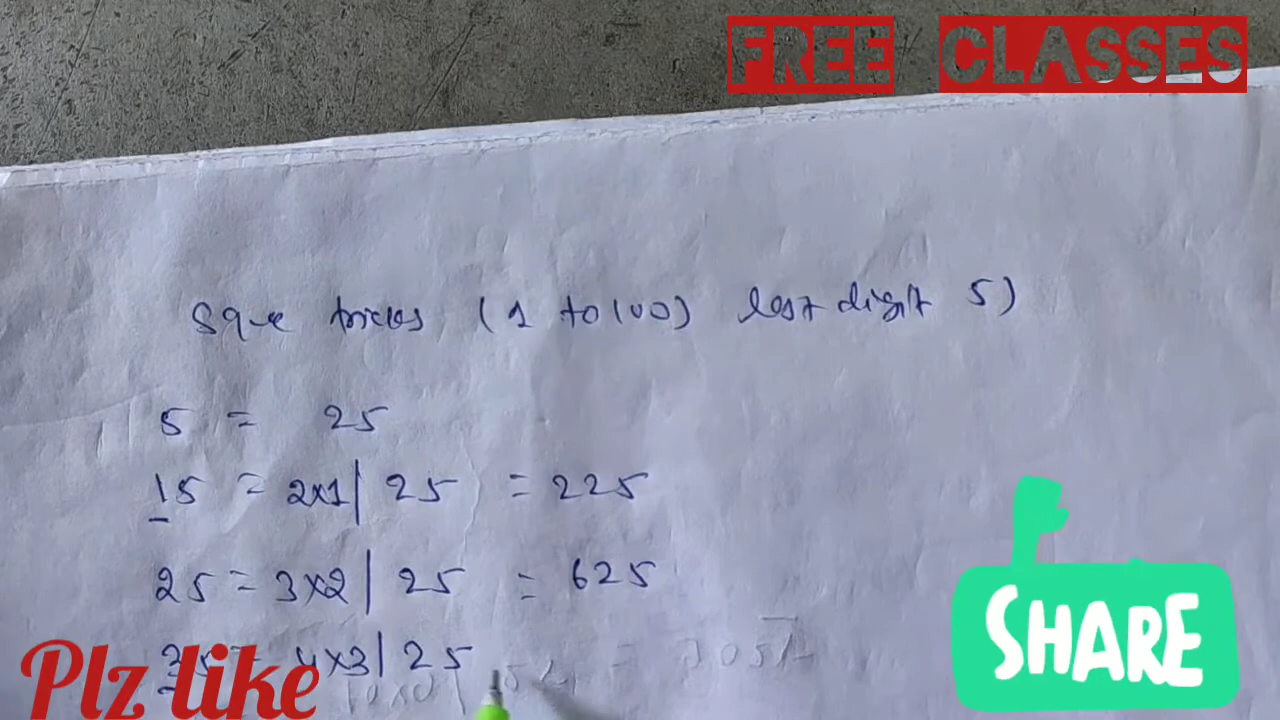 FREE CLASSES
Sque tricks (1 to 100) last digit 5)
5 = 25
15 = 2x1| 25 = 225
25 = 3x2| 25 = 625
35 = 4x3| 25
Plz like
SHARE